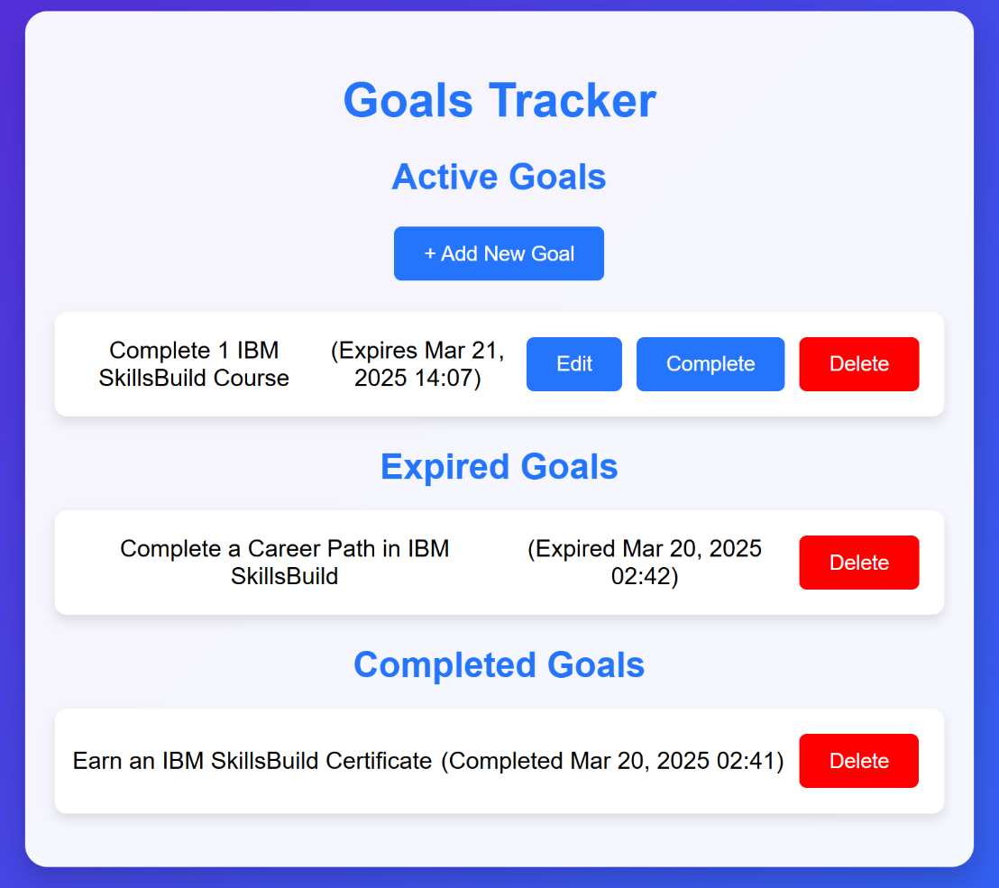 Goals Tracker
Active Goals
+ Add New Goal
Complete 1 IBM
SkillsBuild Course
(Expires Mar 21,
2025 14:07)
Edit
Complete
Delete
Expired Goals
Complete a Career Path in IBM
SkillsBuild
(Expired Mar 20, 2025
02:42)
Delete
Completed Goals
Earn an IBM SkillsBuild Certificate (Completed Mar 20, 2025 02:41)
Delete